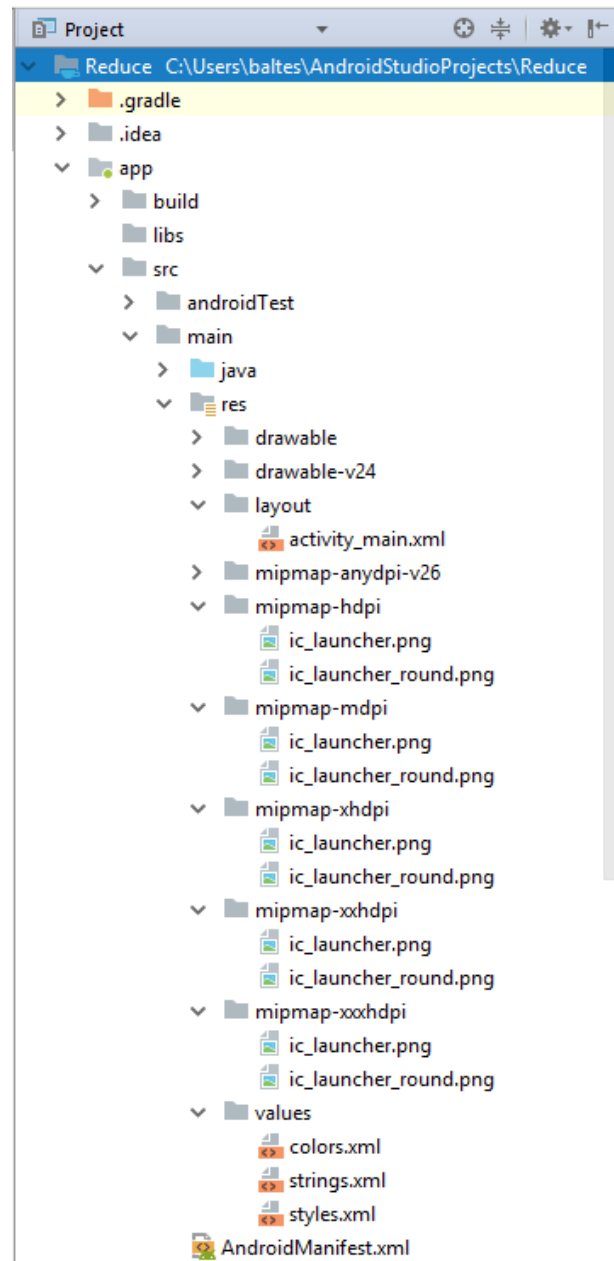 Project
Reduce C:\Users\baltes\AndroidStudioProjects\Reduce
.gradle
.idea
app
build
libs
src
androidTest
main
java
res
drawable
drawable-v24
layout
activity_main.xml
mipmap-anydpi-v26
mipmap-hdpi
ic_launcher.png
ic_launcher_round.png
mipmap-mdpi
ic_launcher.png
ic_launcher_round.png
mipmap-xhdpi
ic_launcher.png
ic_launcher_round.png
mipmap-xxhdpi
ic_launcher.png
ic_launcher_round.png
mipmap-xxxhdpi
ic_launcher.png
ic_launcher_round.png
values
colors.xml
strings.xml
styles.xml
AndroidManifest.xml